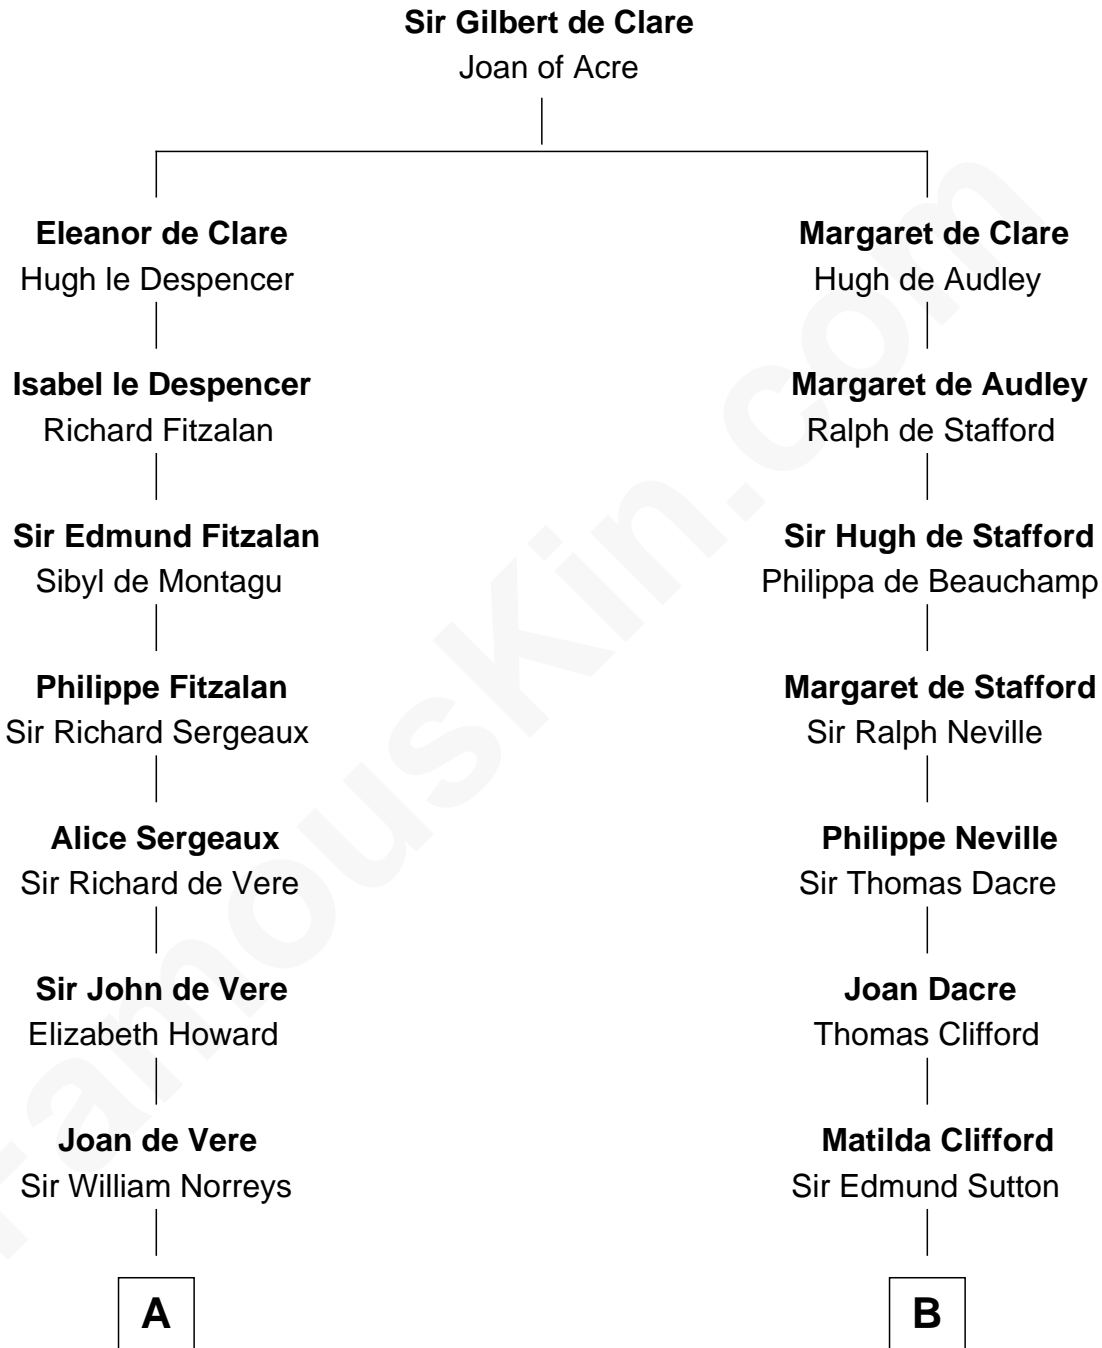 Sir Gilbert de Clare
Joan of Acre
Eleanor de Clare
Hugh le Despencer
Margaret de Clare
Hugh de Audley
Isabel le Despencer
Richard Fitzalan
Margaret de Audley
Ralph de Stafford
Sir Edmund Fitzalan
Sibyl de Montagu
Sir Hugh de Stafford
Philippa de Beauchamp
Philippe Fitzalan
Sir Richard Sergeaux
Margaret de Stafford
Sir Ralph Neville
Alice Sergeaux
Sir Richard de Vere
Philippe Neville
Sir Thomas Dacre
Sir John de Vere
Elizabeth Howard
Joan Dacre
Thomas Clifford
Joan de Vere
Sir William Norreys
Matilda Clifford
Sir Edmund Sutton
A
B
FamousKin.com